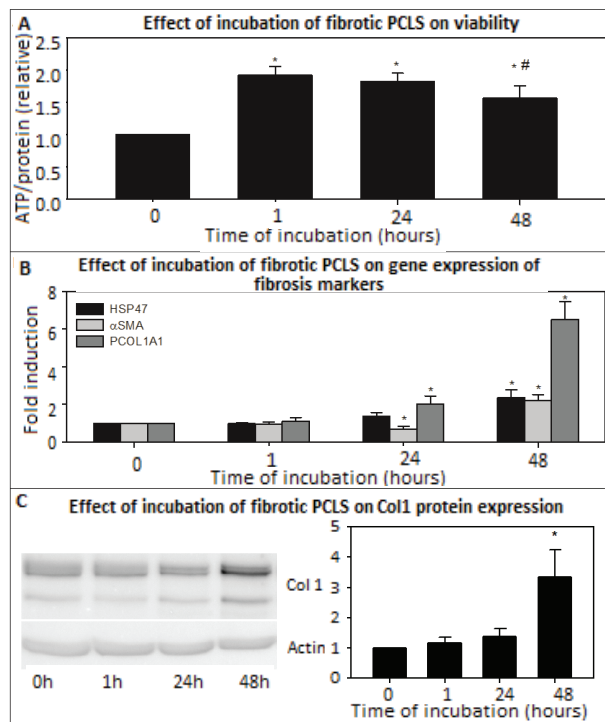 A
Effect of incubation of fibrotic PCLS on viability
ATP/protein (relative)
2.5
2.0
1.5
1.0
0.5
0.0
*
*
* #
0 1 24 48
Time of incubation (hours)
B
Effect of incubation of fibrotic PCLS on gene expression of
fibrosis markers
Fold induction
8
6
4
2
0
HSP47
αSMA
PCOL1A1
*
*
*
*
*
0 1 24 48
Time of incubation (hours)
C
Effect of incubation of fibrotic PCLS on Col1 protein expression
Col 1
Actin
0h 1h 24h 48h
5
4
3
2
1
0
*
0 1 24 48
Time of incubation (hours)